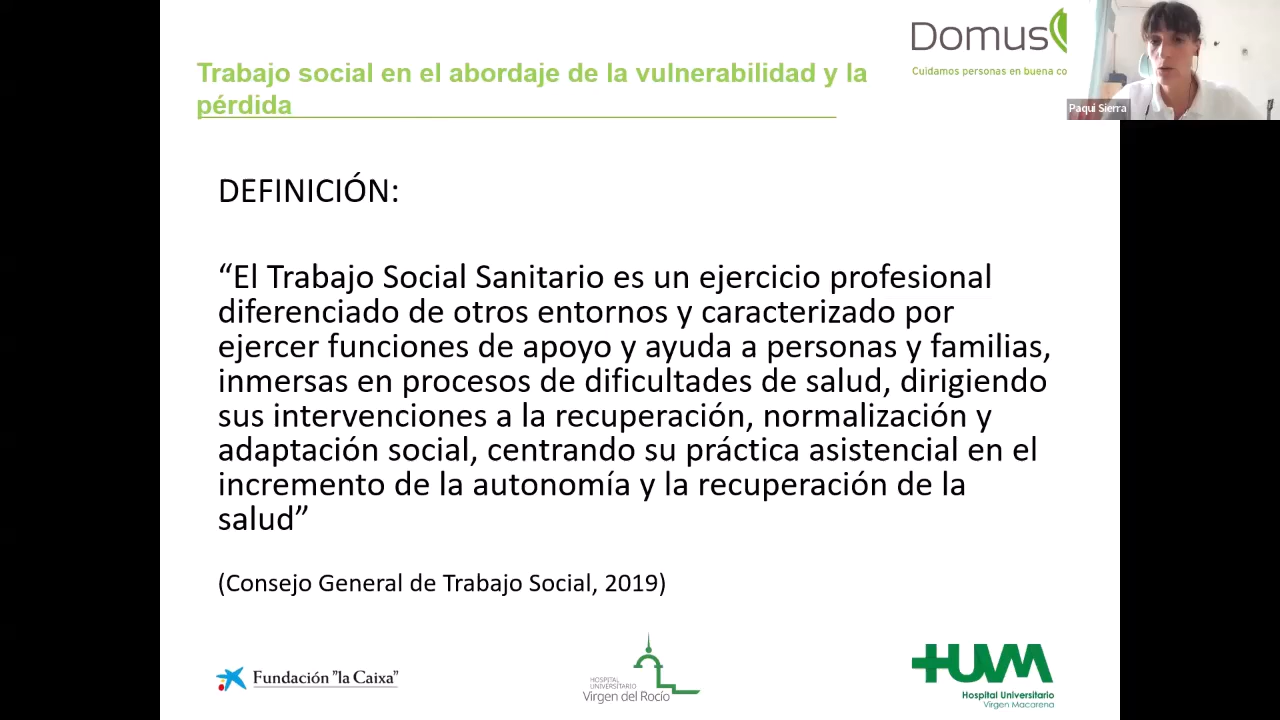 Domus
Cuidamos personas en buena co
Paqui Sierra
Trabajo social en el abordaje de la vulnerabilidad y la
pérdida
DEFINICIÓN:
“El Trabajo Social Sanitario es un ejercicio profesional
diferenciado de otros entornos y caracterizado por
ejercer funciones de apoyo y ayuda a personas y familias,
inmersas en procesos de dificultades de salud, dirigiendo
sus intervenciones a la recuperación, normalización y
adaptación social, centrando su práctica asistencial en el
incremento de la autonomía y la recuperación de la
salud”
(Consejo General de Trabajo Social, 2019)
Fundación "la Caixa"
HOSPITAL
UNIVERSITARIO
Virgen del Rocío
HUVM
Hospital Universitario
Virgen Macarena